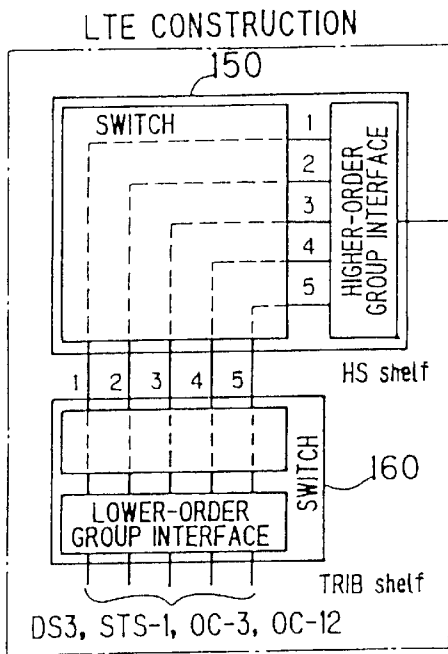 LTE CONSTRUCTION
150
SWITCH
1
2
3
4
5
HIGHER-ORDER
GROUP INTERFACE
1 2 3 4 5
HS shelf
SWITCH
160
LOWER-ORDER
GROUP INTERFACE
TRIB shelf
DS3, STS-1, OC-3, OC-12